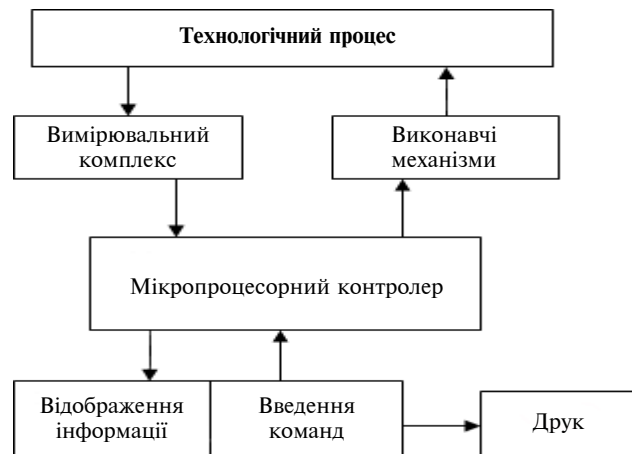 Технологічний процес
Вимірювальний
комплекс
Виконавчі
механізми
Мікропроцесорний контролер
Відображення
інформації
Введення
команд
Друк